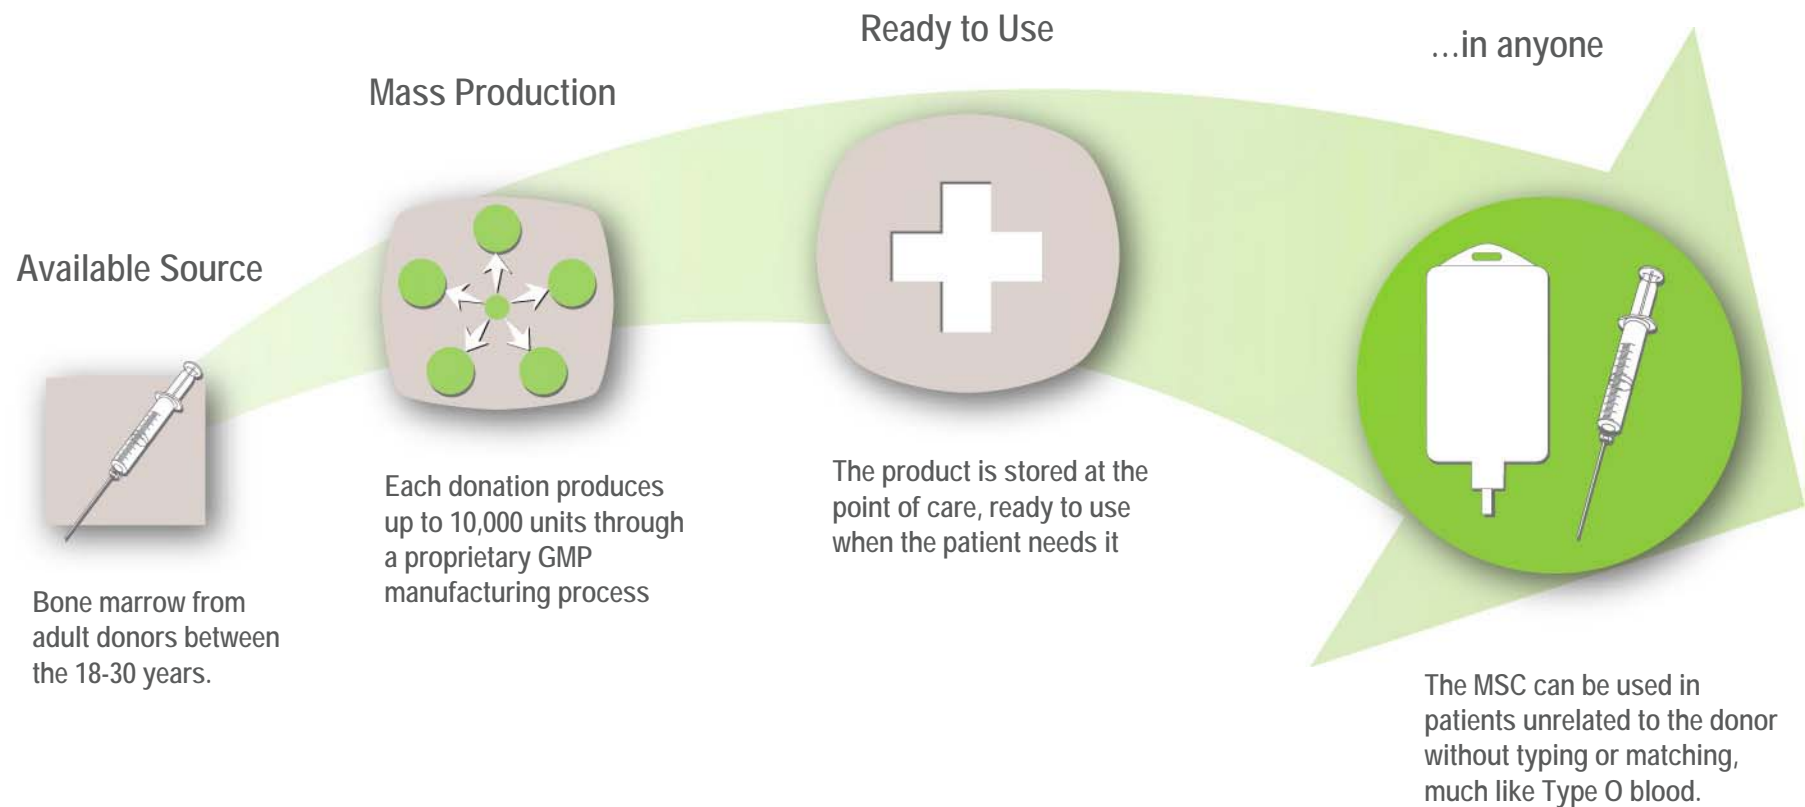 Available Source
Bone marrow from
adult donors between
the 18-30 years.
Mass Production
Each donation produces
up to 10,000 units through
a proprietary GMP
manufacturing process
Ready to Use
The product is stored at the
point of care, ready to use
when the patient needs it
…in anyone
The MSC can be used in
patients unrelated to the donor
without typing or matching,
much like Type O blood.